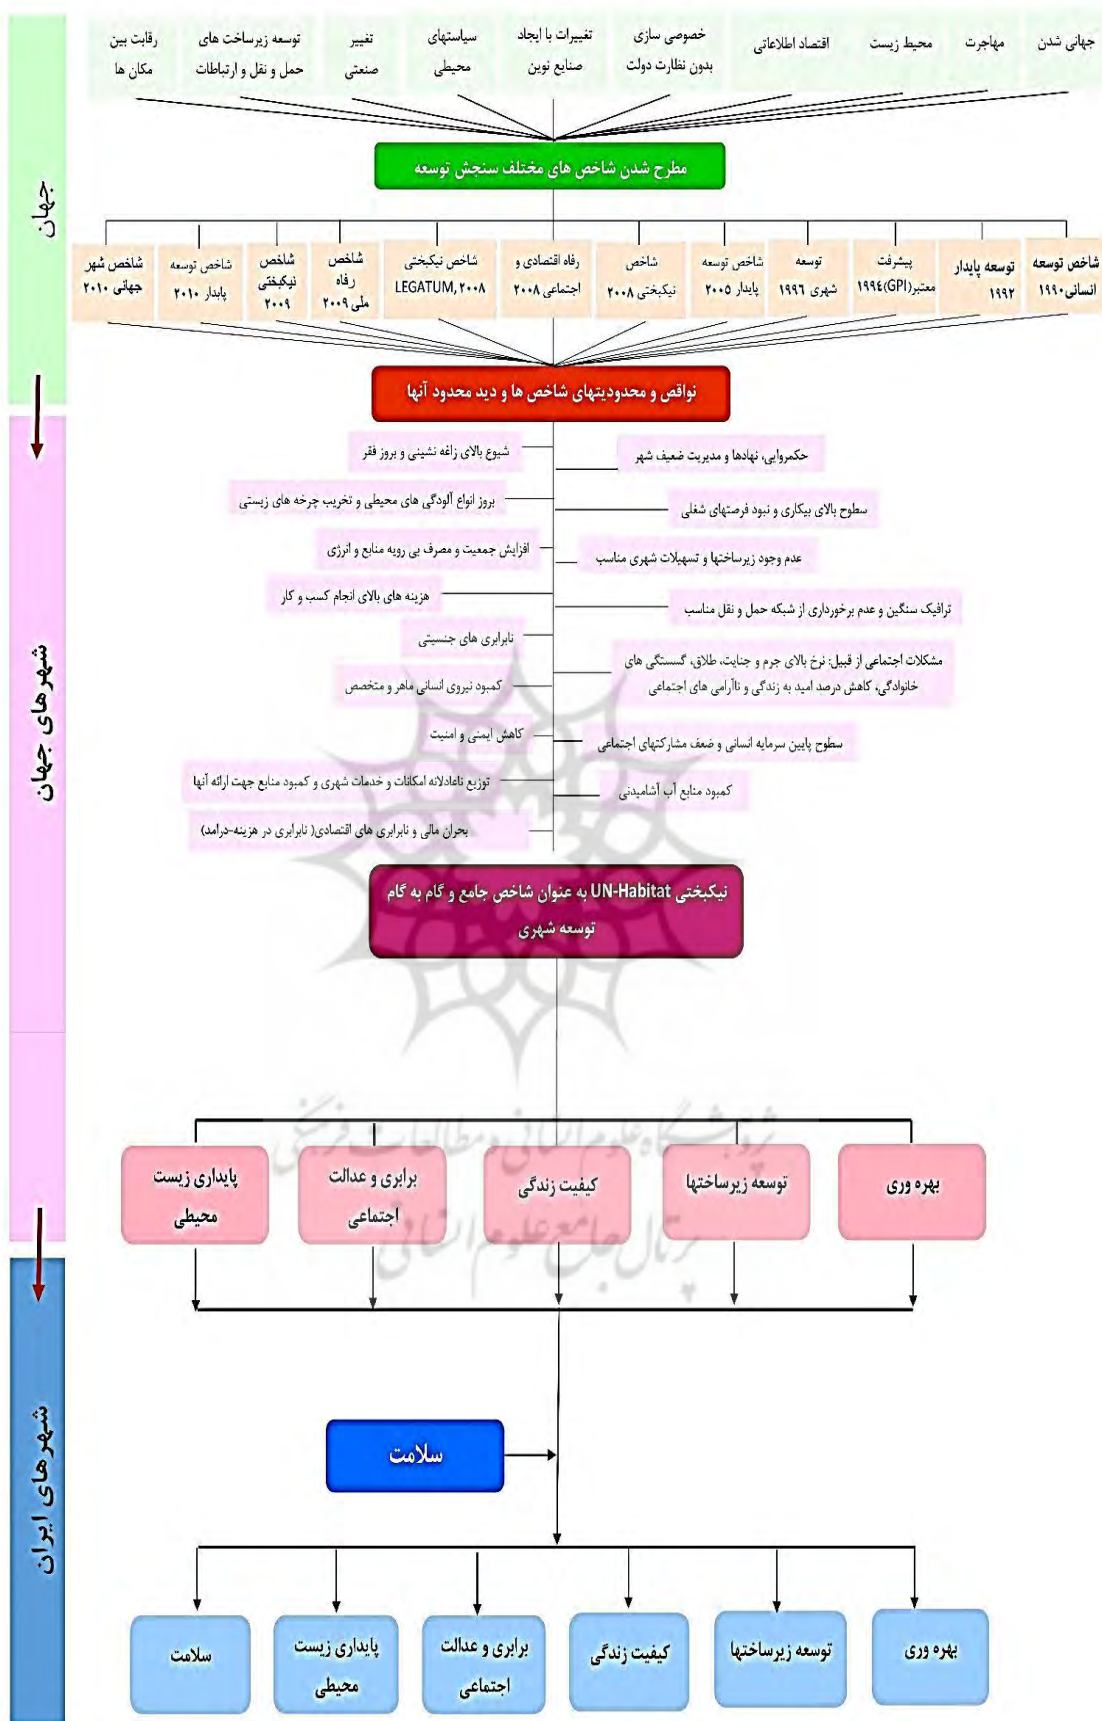 جهانی شدن
مهاجرت
محیط زیست
اقتصاد اطلاعاتی
خصوصی سازی
بدون نظارت دولت
تغییرات با ایجاد
صنایع نوین
سیاستهای
محیطی
تغییر
صنعتی
توسعه زیرساخت های
حمل و نقل و ارتباطات
رقابت بین
مکان ها
مطرح شدن شاخص های مختلف سنجش توسعه
شاخص توسعه
انسانی۱۹۹۰
توسعه پایدار
۱۹۹۲
پیشرفت
معتبر(GPI)۱۹۹٤
توسعه
شهری ۱۹۹٦
شاخص توسعه
پایدار ۲۰۰۵
شاخص
نیکبختی ۲۰۰۸
رفاه اقتصادی و
اجتماعی ۲۰۰۸
شاخص نیکبختی
LEGATUM,۲۰۰۸
شاخص
رفاه
ملی ۲۰۰۹
شاخص
نیکبختی
۲۰۰۹
شاخص توسعه
پایدار ۲۰۱۰
شاخص شهر
جهانی ۲۰۱۰
جهان
نواقص و محدودیتهای شاخص ها و دید محدود آنها
حکمروایی، نهادها و مدیریت ضعیف شهر
شیوع بالای زاغه نشینی و بروز فقر
سطوح بالای بیکاری و نبود فرصتهای شغلی
بروز انواع آلودگی های محیطی و تخریب چرخه های زیستی
عدم وجود زیرساختها و تسهیلات شهری مناسب
افزایش جمعیت و مصرف بی رویه منابع و انرژی
ترافیک سنگین و عدم برخورداری از شبکه حمل و نقل مناسب
هزینه های بالای انجام کسب و کار
نابرابری های جنسیتی
مشکلات اجتماعی از قبیل: نرخ بالای جرم و جنایت، طلاق، گسستگی های
خانوادگی، کاهش درصد امید به زندگی و ناآرامی های اجتماعی
کمبود نیروی انسانی ماهر و متخصص
سطوح پایین سرمایه انسانی و ضعف مشارکتهای اجتماعی
کاهش ایمنی و امنیت
کمبود منابع آب آشامیدنی
توزیع ناعادلانه امکانات و خدمات شهری و کمبود منابع جهت ارائه آنها
بحران مالی و نابرابری های اقتصادی( نابرابری در هزینه-درامد)
شهرهای جهان
نیکبختی UN-Habitat به عنوان شاخص جامع و گام به گام
توسعه شهری
پژوهشگاه علوم انسانی و مطالعات فرهنگی
پرتال جامع علوم انسانی
بهره وری
توسعه زیرساختها
کیفیت زندگی
برابری و عدالت
اجتماعی
پایداری زیست
محیطی
شهرهای ایران
سلامت
بهره وری
توسعه زیرساختها
کیفیت زندگی
برابری و عدالت
اجتماعی
پایداری زیست
محیطی
سلامت